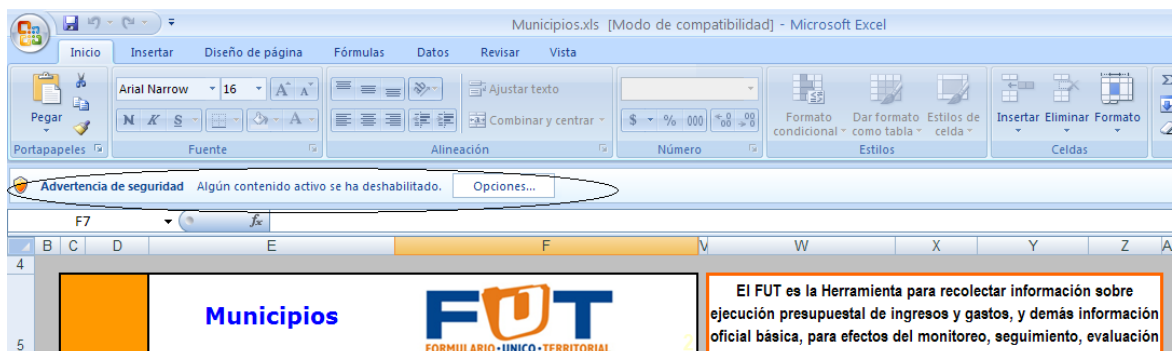 Municipios.xls [Modo de compatibilidad] - Microsoft Excel
Inicio Insertar Diseño de página Fórmulas Datos Revisar Vista
Pegar
Arial Narrow 16 A A
N K S A
Ajustar texto
Combinar y centrar
$ % 000
Formato condicional
Dar formato como tabla
Estilos de celda
Insertar Eliminar Formato
Portapapeles Fuente Alineación Número Estilos Celdas
Advertencia de seguridad Algún contenido activo se ha deshabilitado. Opciones...
F7 fx
B C D E F V W X Y Z A
4
Municipios
FUT
FORMULARIO • UNICO • TERRITORIAL
El FUT es la Herramienta para recolectar información sobre
ejecución presupuestal de ingresos y gastos, y demás información
oficial básica, para efectos del monitoreo, seguimiento, evaluación
5